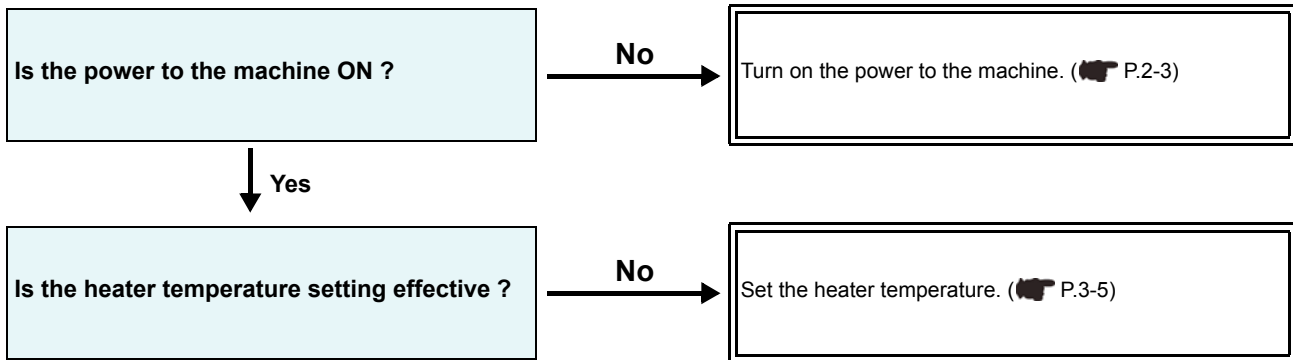 Is the power to the machine ON ?
No
Turn on the power to the machine. ( P.2-3)
Yes
Is the heater temperature setting effective ?
No
Set the heater temperature. ( P.3-5)